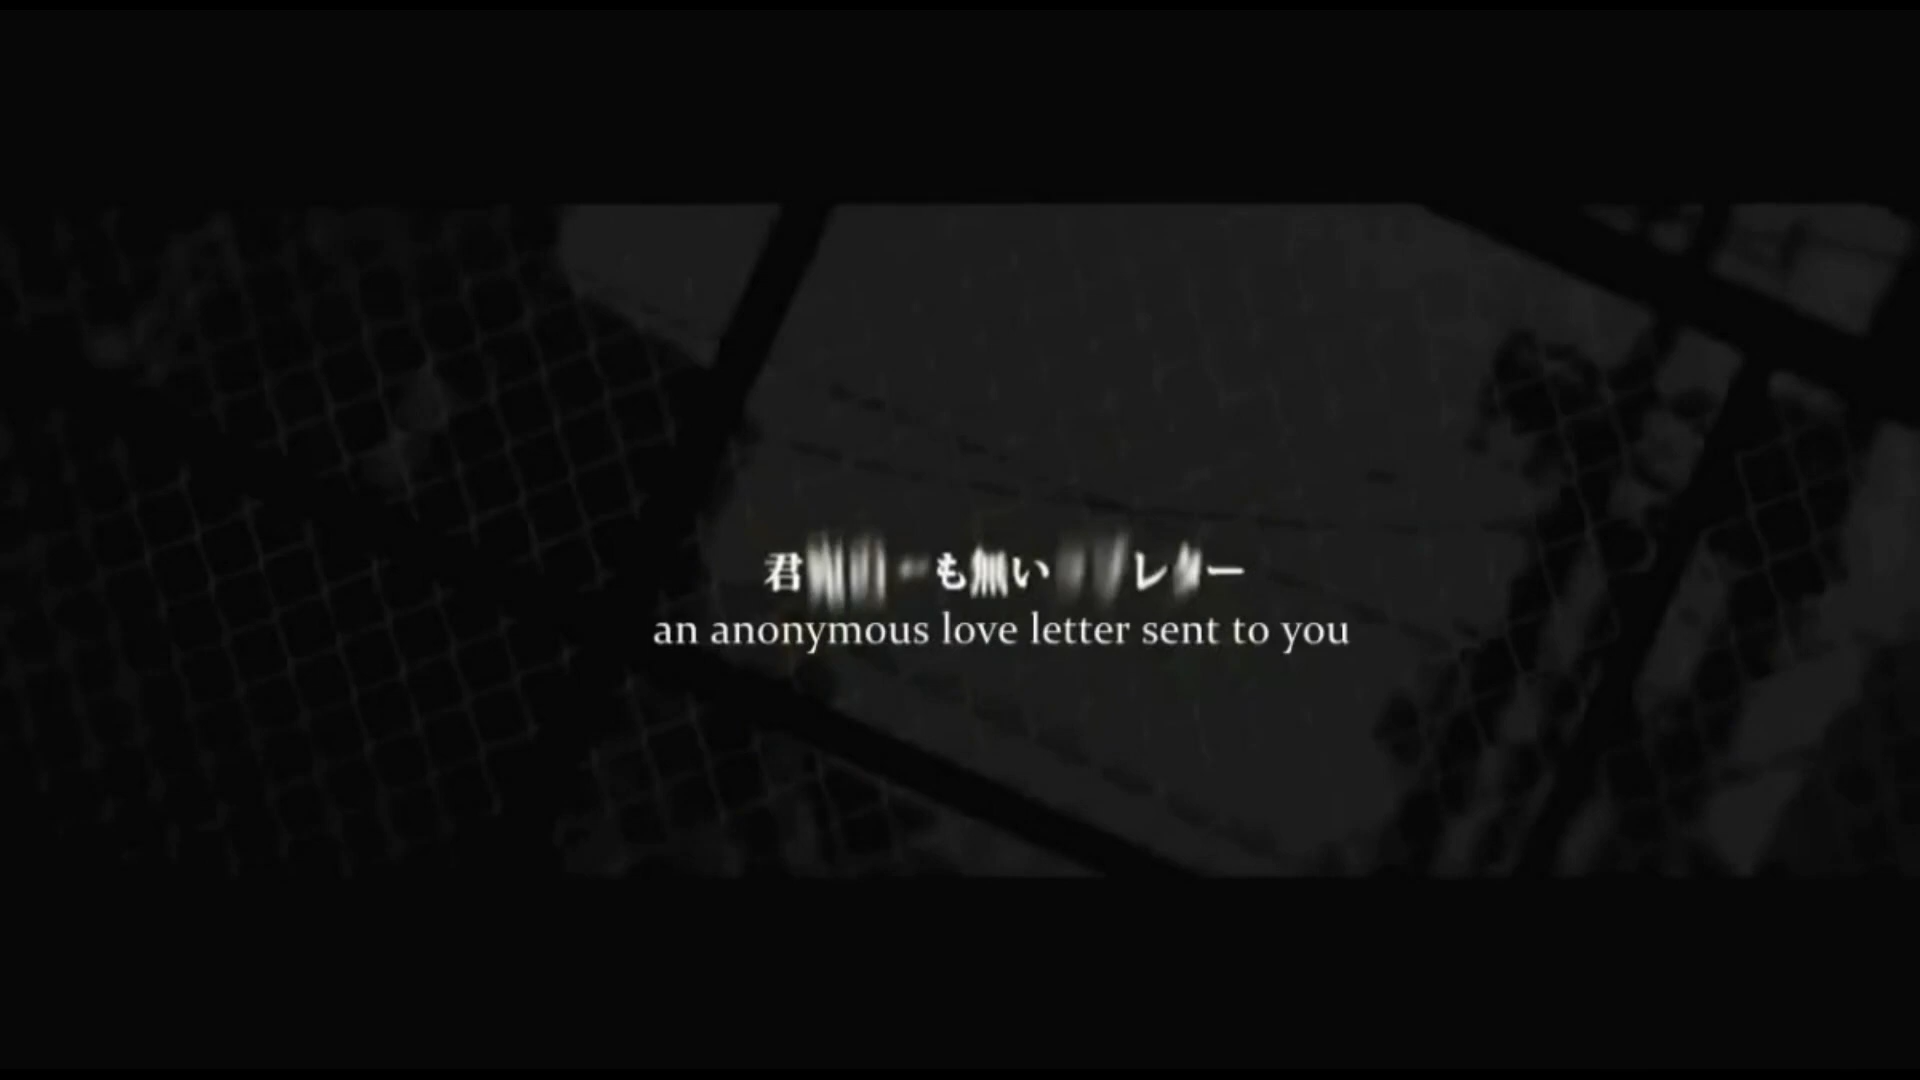 君も無いレー
an anonymous love letter sent to you